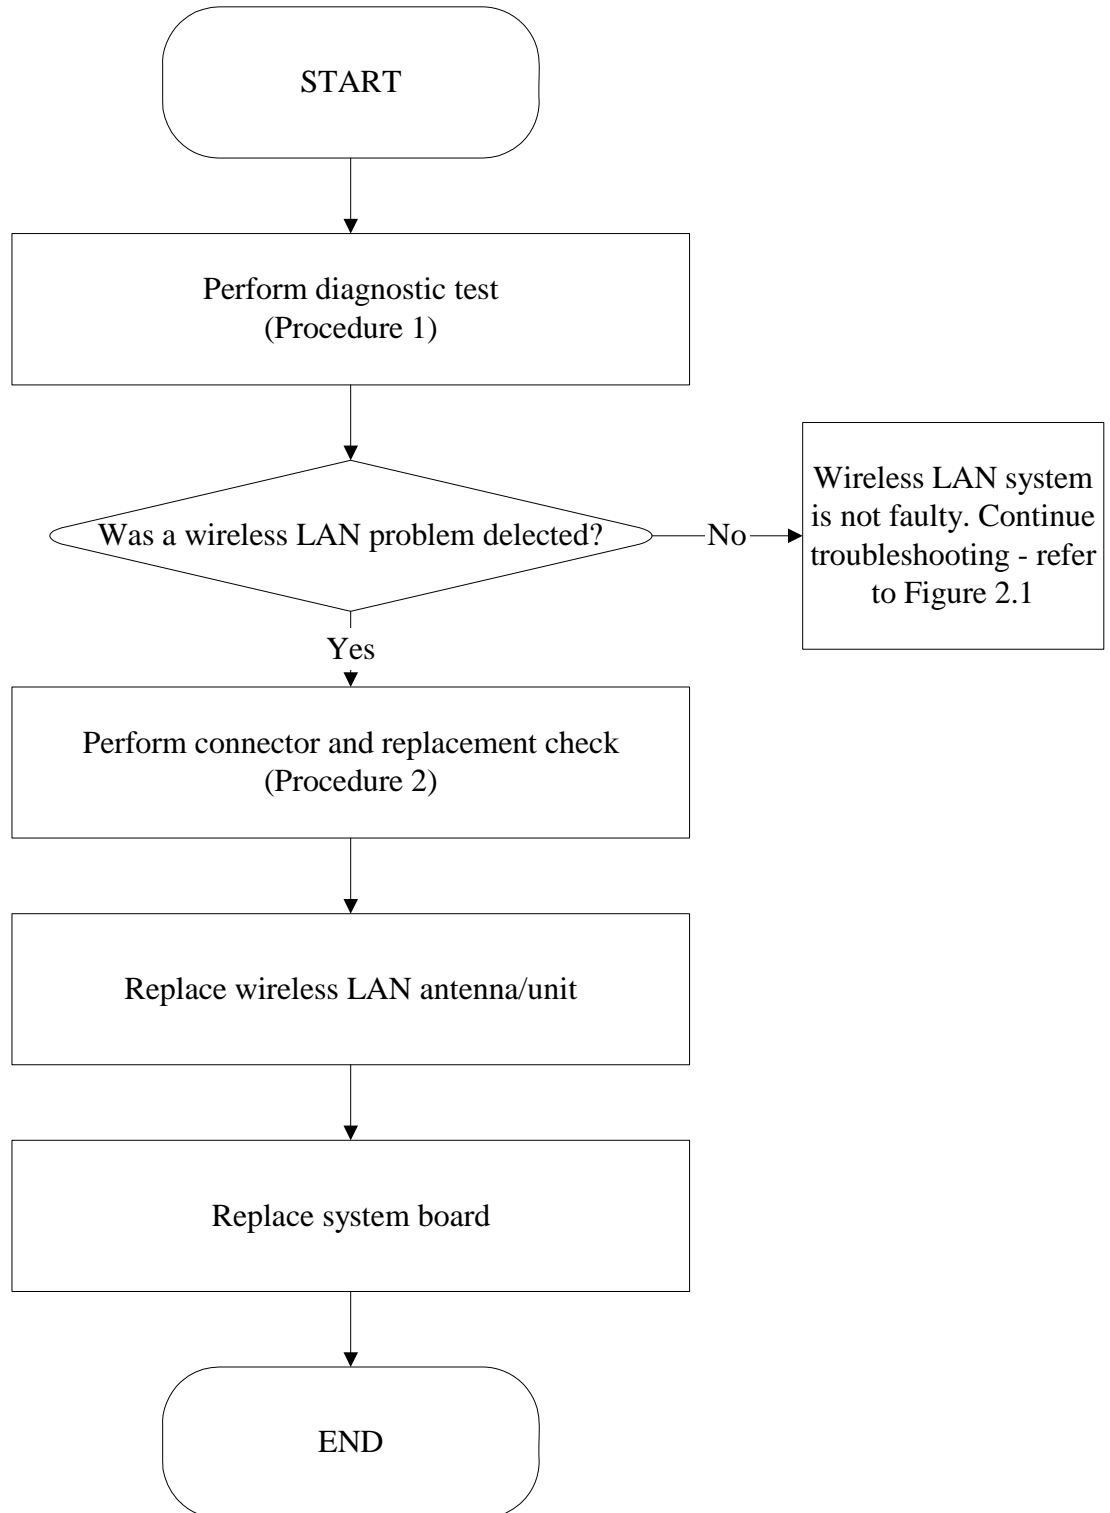 START
Perform diagnostic test
(Procedure 1)
Was a wireless LAN problem delected?
No
Wireless LAN system
is not faulty. Continue
troubleshooting - refer
to Figure 2.1
Yes
Perform connector and replacement check
(Procedure 2)
Replace wireless LAN antenna/unit
Replace system board
END